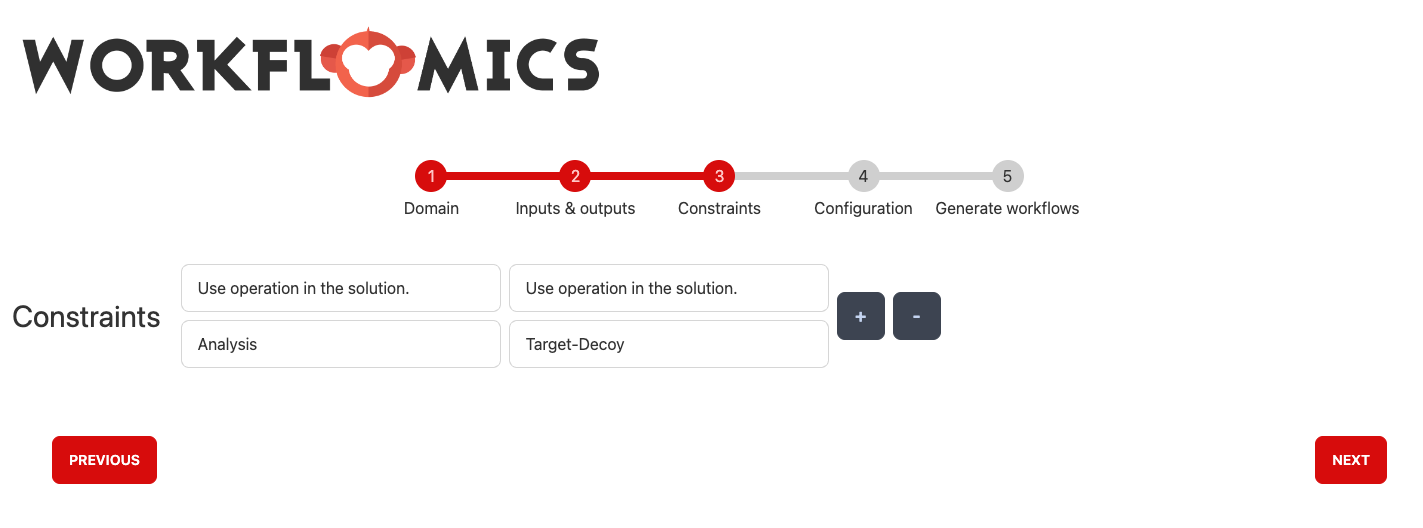 WORKFLOMICS
1 2 3 4 5
Domain Inputs & outputs Constraints Configuration Generate workflows
Constraints
Use operation in the solution. Use operation in the solution.
Analysis Target-Decoy
+ -
PREVIOUS NEXT